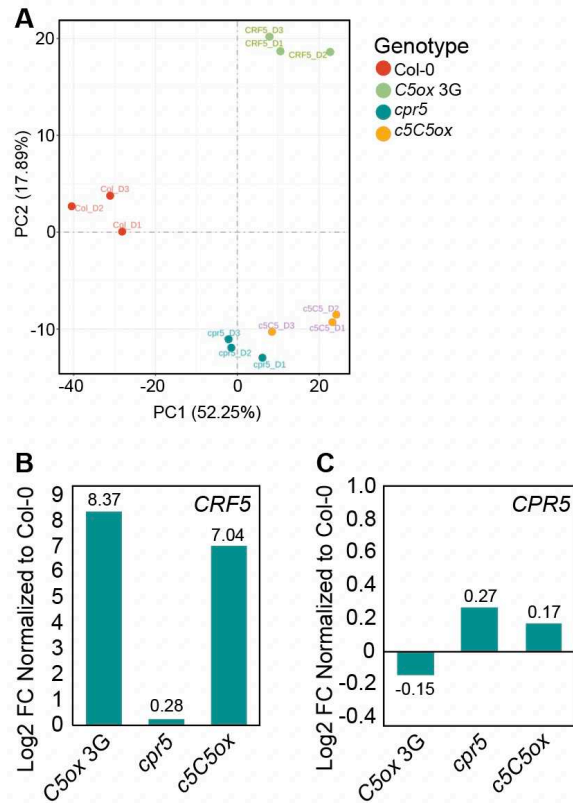 A
Genotype
Col-0
C5ox 3G
cpr5
c5C5ox
PC2 (17.89%)
20
10
0
-10
CRF5_D3
CRF5_D1
CRF5_D2
Col_D3
Col_D2
Col_D1
c5C5_D2
c5C5_D3
c5C5_D1
cpr5_D3
cpr5_D2
cpr5_D1
-40
-20
0
20
PC1 (52.25%)
B
Log2 FC Normalized to Col-0
9
8
7
6
5
4
3
2
1
0
CRF5
8.37
0.28
7.04
C5ox 3G
cpr5
c5C5ox
C
Log2 FC Normalized to Col-0
1.0
0.8
0.6
0.4
0.2
0
-0.2
-0.4
CPR5
-0.15
0.27
0.17
C5ox 3G
cpr5
c5C5ox